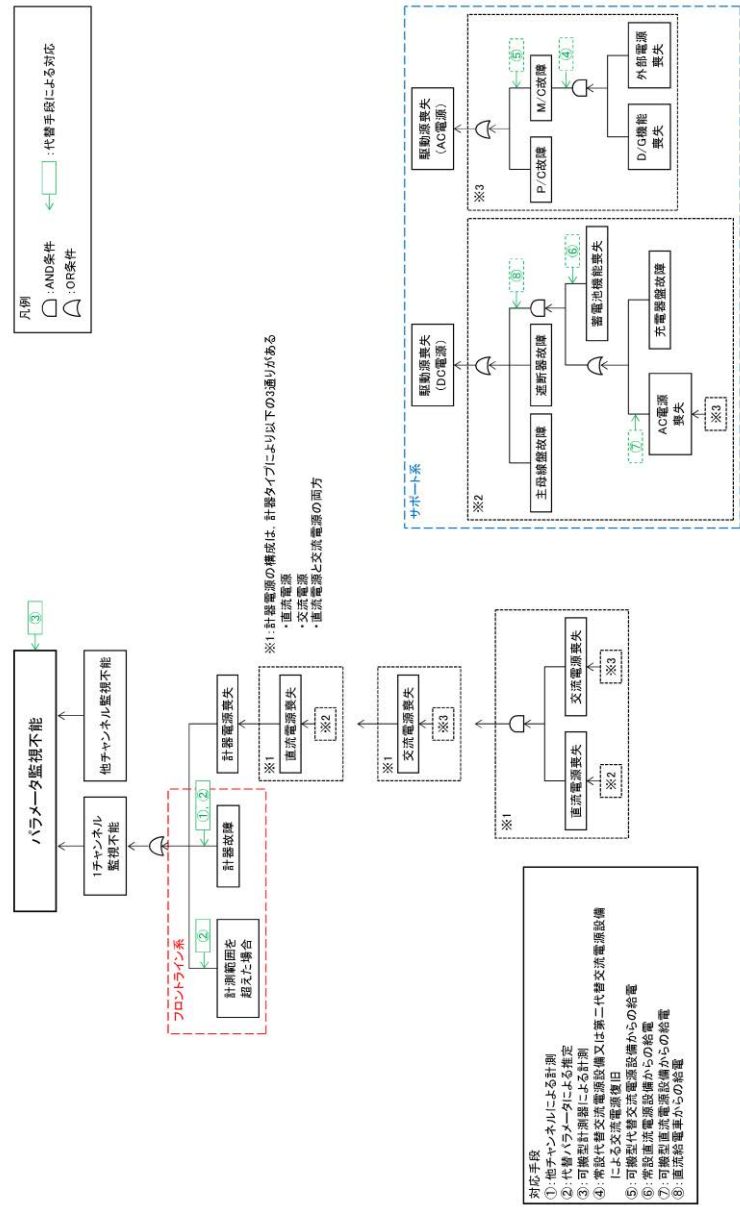 パラメータ監視不能
③
1チャンネル
監視不能
他チャンネル監視不能
フロントライン系
②
①,②
計測範囲を
超えた場合
計器故障
計器電源喪失
※1
直流電源喪失
※2
※1
交流電源喪失
※3
※1
直流電源喪失
※2
交流電源喪失
※3
※1:計器電源の構成は、計器タイプにより以下の3通りがある
・直流電源
・交流電源
・直流電源と交流電源の両方
凡例
:AND条件
:OR条件
:代替手段による対応
サポート系
駆動源喪失
(DC電源)
※2
主母線盤故障
遮断器故障
⑧
⑥
蓄電池機能喪失
⑦
AC電源
喪失
※3
充電器盤故障
駆動源喪失
(AC電源)
※3
P/C故障
⑤
M/C故障
④
D/G機能
喪失
外部電源
喪失
対応手段
①:他チャンネルによる計測
②:代替パラメータによる推定
③:可搬型計測器による計測
④:常設代替交流電源設備又は第二代替交流電源設備
による交流電源復旧
⑤:可搬型代替交流電源設備からの給電
⑥:常設直流電源設備からの給電
⑦:可搬型直流電源設備からの給電
⑧:直流給電車からの給電